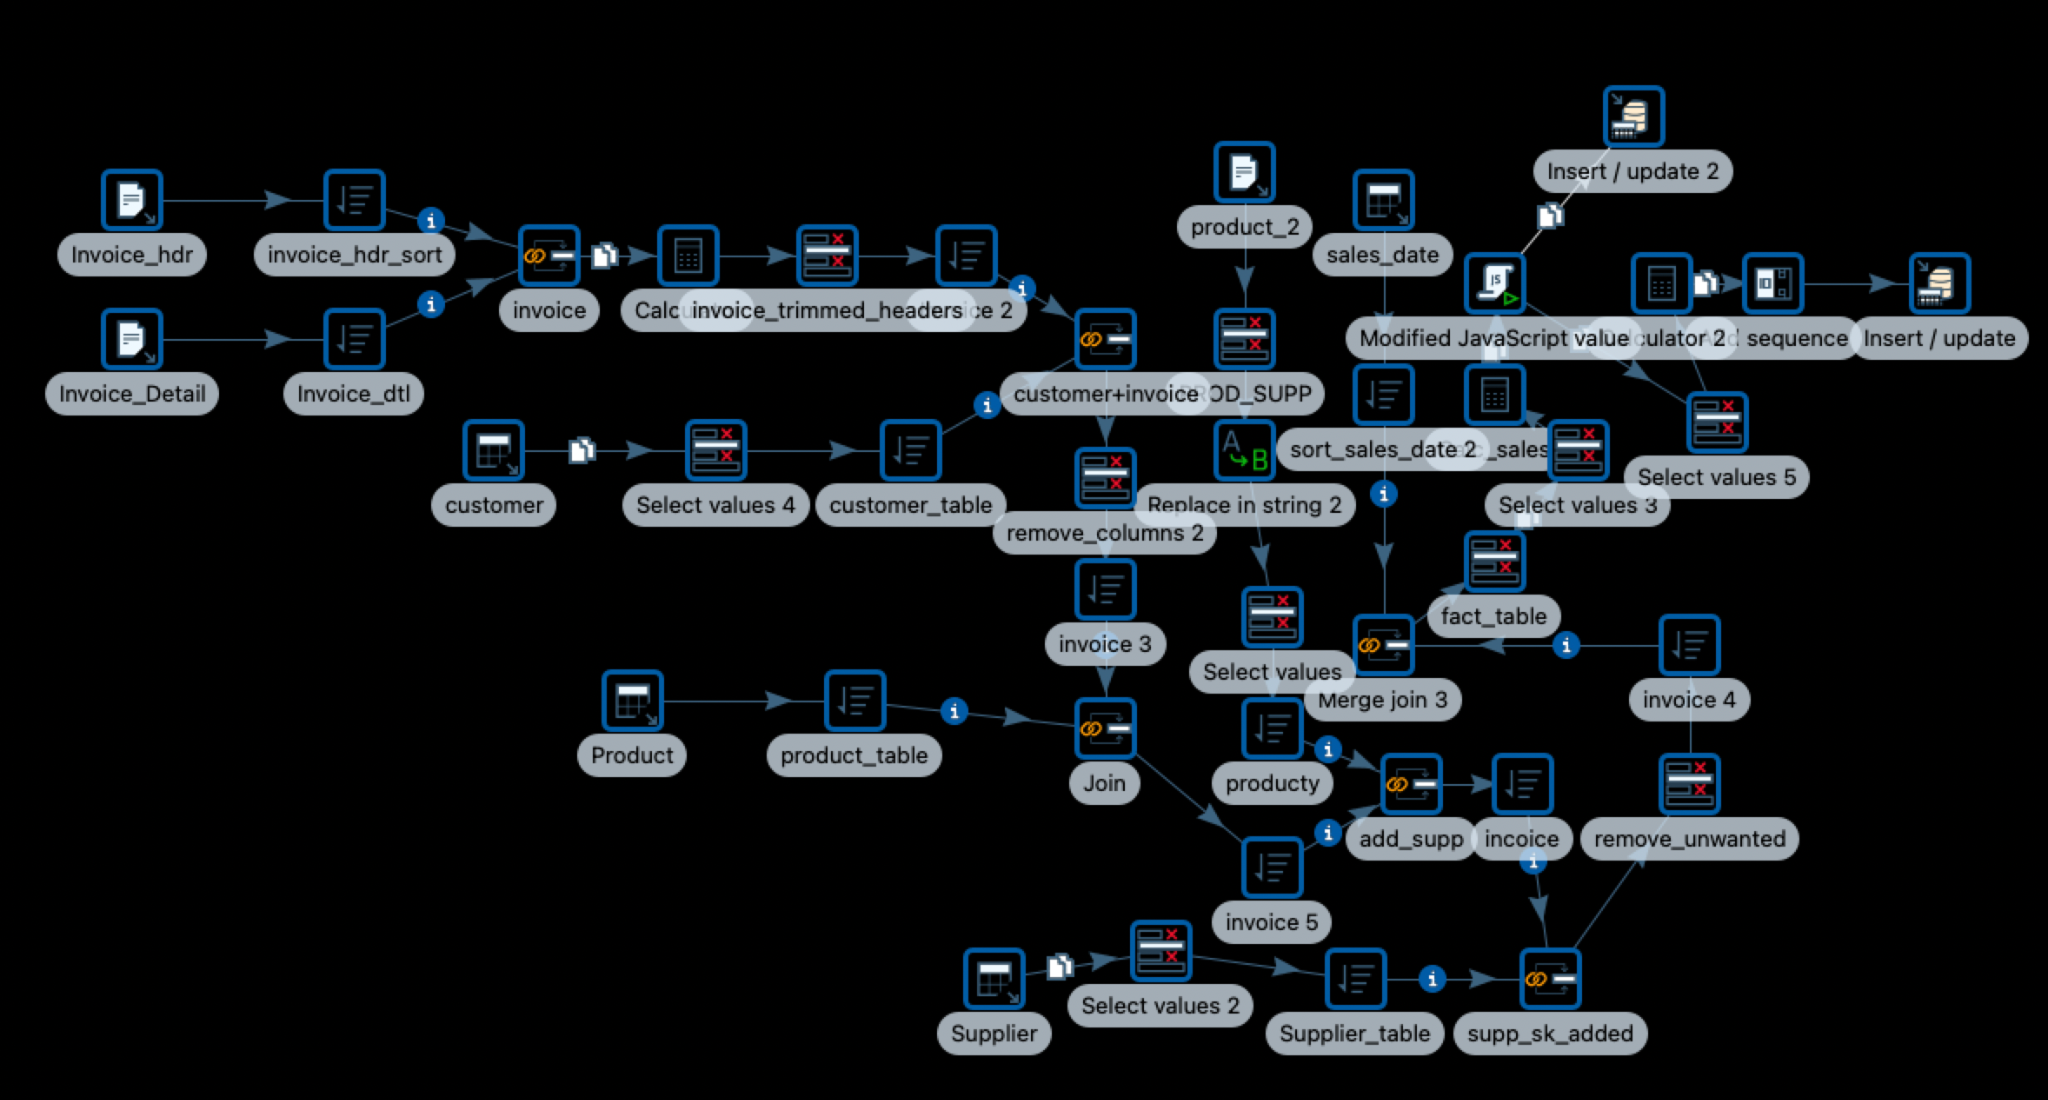 Insert / update 2
product_2
sales_date
Invoice_hdr
invoice_hdr_sort
invoice
invoice_trimmed_headers
Modified JavaScript value
sequence
Insert / update
Invoice_Detail
Invoice_dtl
customer+invoice
sort_sales_date 2
Select values 5
customer
Select values 4
customer_table
Replace in string 2
Select values 3
remove_columns 2
fact_table
invoice 3
Select values
Merge join 3
invoice 4
Product
product_table
Join
producty
add_supp
incoice
remove_unwanted
invoice 5
Select values 2
Supplier
Supplier_table
supp_sk_added